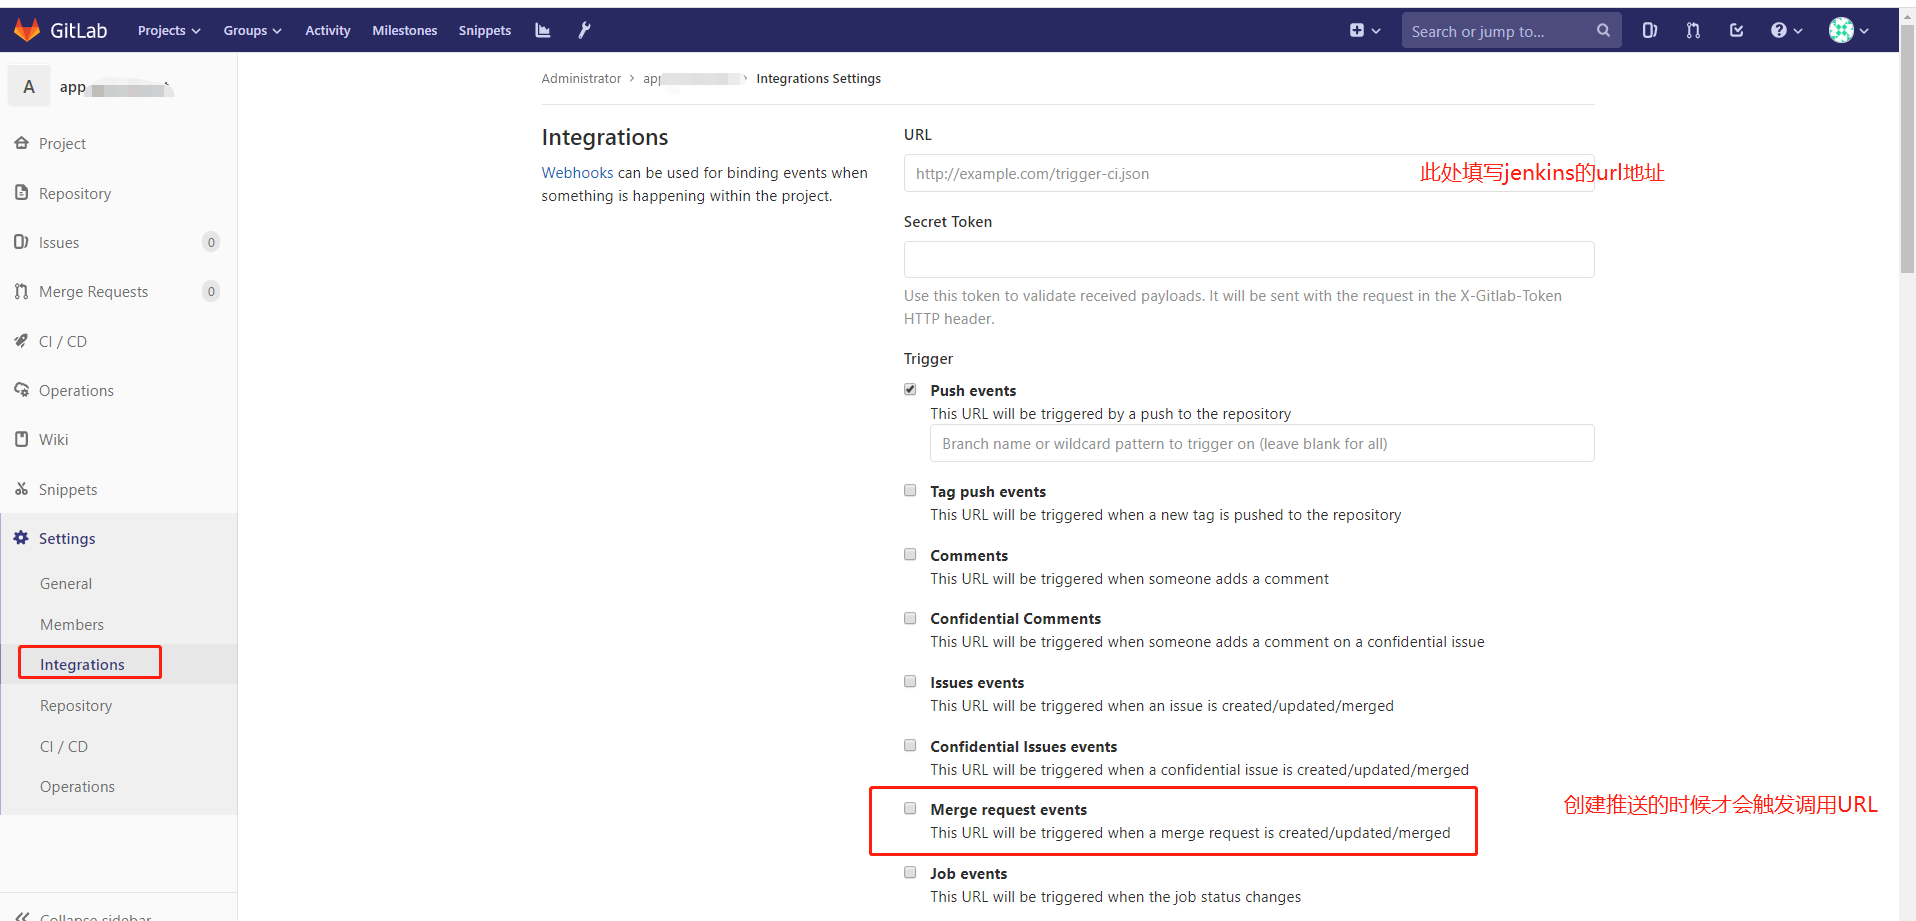 GitLab Projects Groups Activity Milestones Snippets Search or jump to...
A app
Administrator > app > Integrations Settings
Project
Repository
Issues 0
Merge Requests 0
CI / CD
Operations
Wiki
Snippets
Settings
General
Members
Integrations
Repository
CI / CD
Operations
Collapse sidebar
Integrations
Webhooks can be used for binding events when
something is happening within the project.
URL
http://example.com/trigger-ci.json
此处填写jenkins的url地址
Secret Token
Use this token to validate received payloads. It will be sent with the request in the X-Gitlab-Token
HTTP header.
Trigger
Push events
This URL will be triggered by a push to the repository
Branch name or wildcard pattern to trigger on (leave blank for all)
Tag push events
This URL will be triggered when a new tag is pushed to the repository
Comments
This URL will be triggered when someone adds a comment
Confidential Comments
This URL will be triggered when someone adds a comment on a confidential issue
Issues events
This URL will be triggered when an issue is created/updated/merged
Confidential Issues events
This URL will be triggered when a confidential issue is created/updated/merged
Merge request events
This URL will be triggered when a merge request is created/updated/merged
创建推送的时候才会触发调用URL
Job events
This URL will be triggered when the job status changes